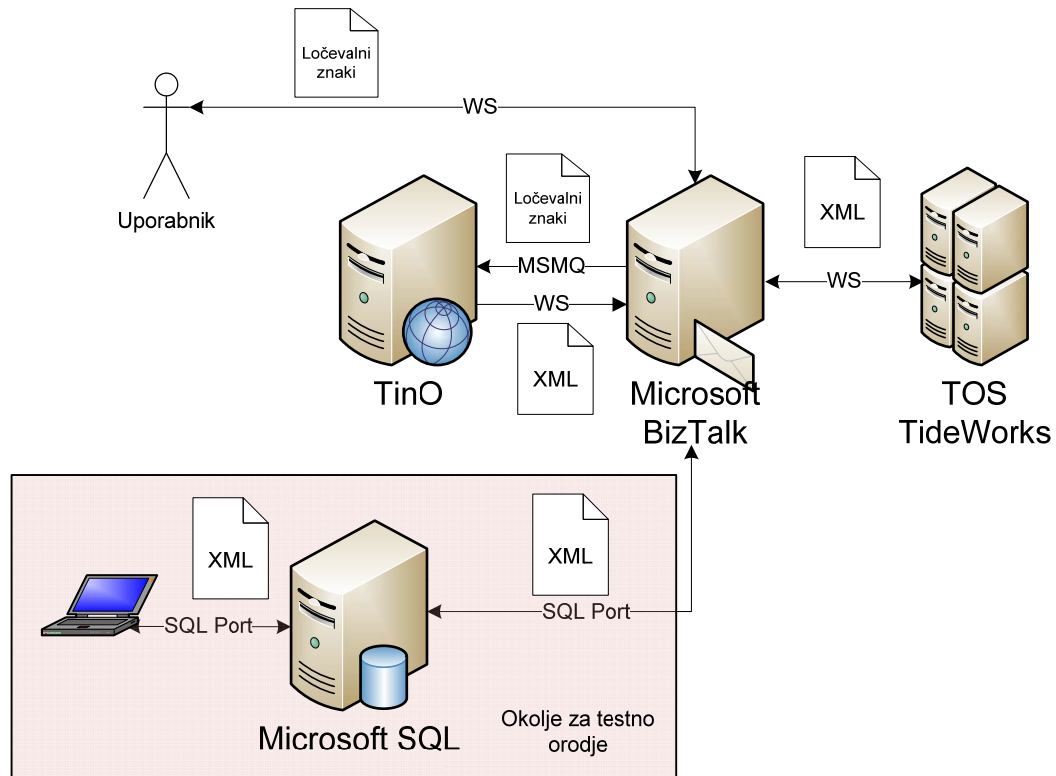 Ločevalni
znaki
WS
Uporabnik
Ločevalni
znaki
XML
MSMQ
WS
WS
XML
TinO
Microsoft
BizTalk
TOS
TideWorks
XML
XML
SQL Port
SQL Port
Microsoft SQL
Okolje za testno
orodje